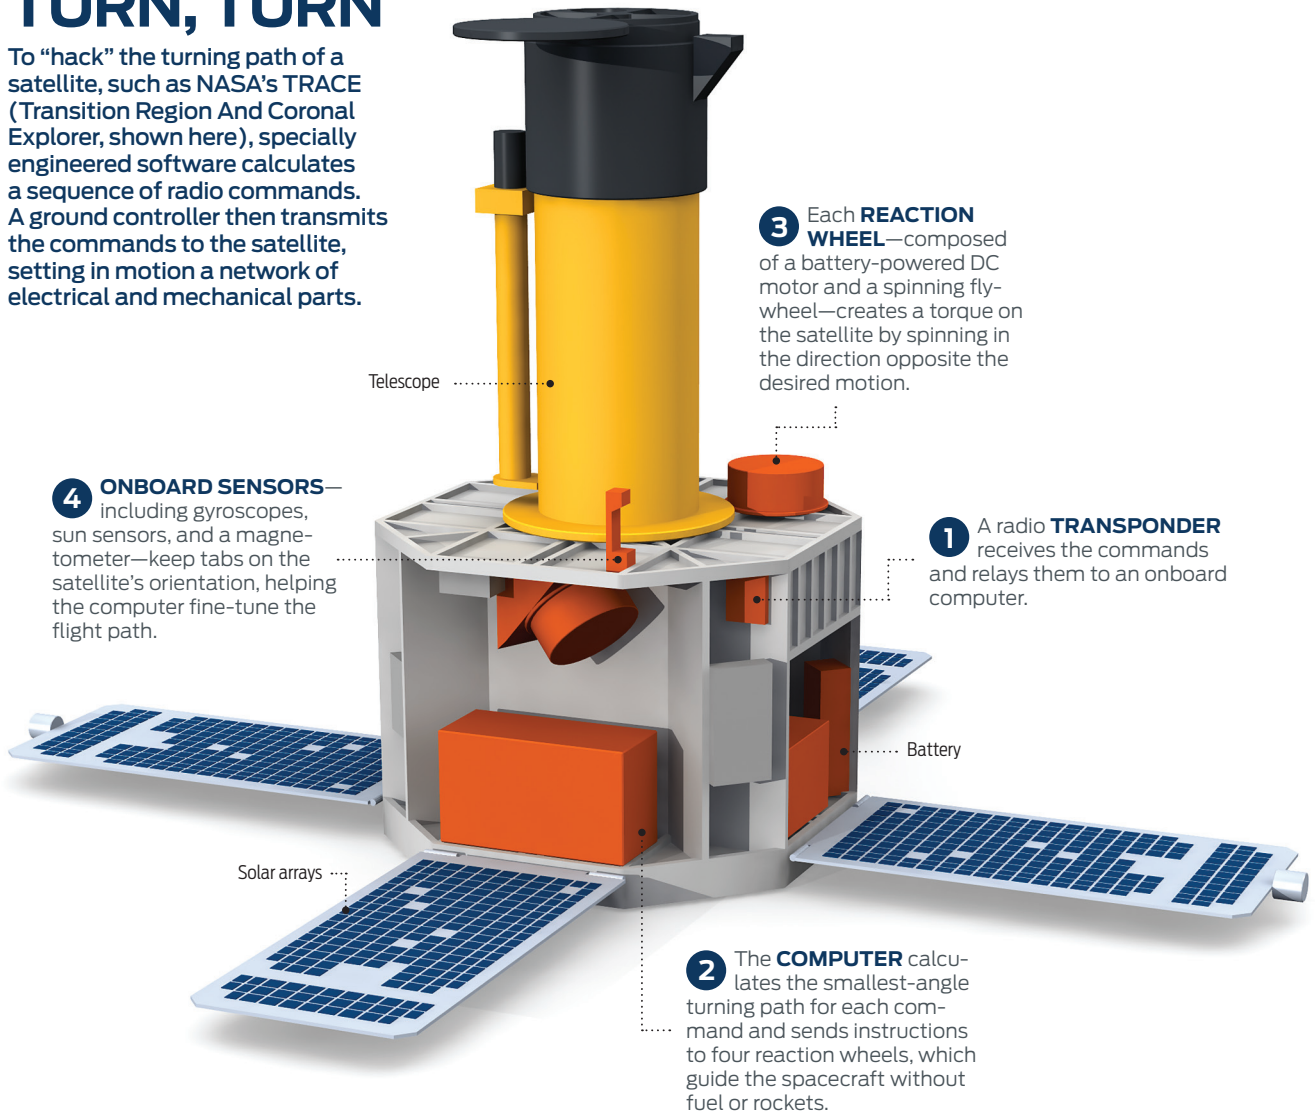 TURN, TURN
To “hack” the turning path of a
satellite, such as NASA’s TRACE
(Transition Region And Coronal
Explorer, shown here), specially
engineered software calculates
a sequence of radio commands.
A ground controller then transmits
the commands to the satellite,
setting in motion a network of
electrical and mechanical parts.
3 Each REACTION
WHEEL—composed
of a battery-powered DC
motor and a spinning fly-
wheel—creates a torque on
the satellite by spinning in
the direction opposite the
desired motion.
Telescope
4 ONBOARD SENSORS—
including gyroscopes,
sun sensors, and a magne-
tometer—keep tabs on the
satellite’s orientation, helping
the computer fine-tune the
flight path.
1 A radio TRANSPONDER
receives the commands
and relays them to an onboard
computer.
Battery
Solar arrays
2 The COMPUTER calcu-
lates the smallest-angle
turning path for each com-
mand and sends instructions
to four reaction wheels, which
guide the spacecraft without
fuel or rockets.